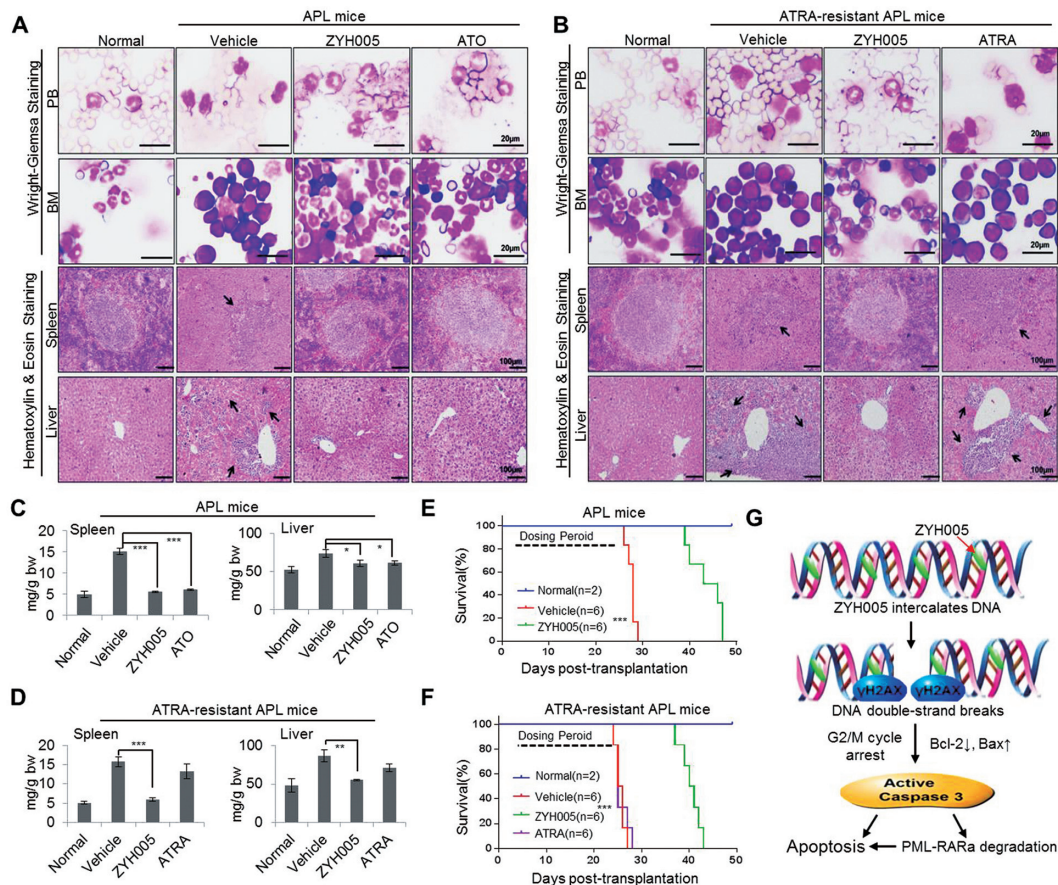 A
APL mice
Normal
Vehicle
ZYH005
ATO
Wright-Giemsa Staining
PB
20μm
BM
20μm
Hematoxylin & Eosin Staining
Spleen
100μm
Liver
100μm
B
ATRA-resistant APL mice
Normal
Vehicle
ZYH005
ATRA
Wright-Giemsa Staining
PB
20μm
BM
20μm
Hematoxylin & Eosin Staining
Spleen
100μm
Liver
100μm
C
APL mice
Spleen
mg/g bw
20
15
10
5
0
***
***
Normal
Vehicle
ZYH005
ATO
Liver
mg/g bw
100
50
0
*
*
Normal
Vehicle
ZYH005
ATO
D
ATRA-resistant APL mice
Spleen
mg/g bw
20
15
10
5
0
***
Normal
Vehicle
ZYH005
ATRA
Liver
mg/g bw
100
50
0
**
Normal
Vehicle
ZYH005
ATRA
E
APL mice
Survival(%)
100
80
60
40
20
0
Dosing Peroid
Normal(n=2)
Vehicle(n=6)
ZYH005(n=6)
***
0 10 20 30 40 50
Days post-transplantation
F
ATRA-resistant APL mice
Survival(%)
100
80
60
40
20
0
Dosing Peroid
Normal(n=2)
Vehicle(n=6)
ZYH005(n=6)
ATRA(n=6)
***
0 10 20 30 40 50
Days post-transplantation
G
ZYH005
ZYH005 intercalates DNA
γH2AX
γH2AX
DNA double-strand breaks
G2/M cycle
arrest
Bcl-2↓, Bax↑
Active
Caspase 3
Apoptosis
PML-RARa degradation